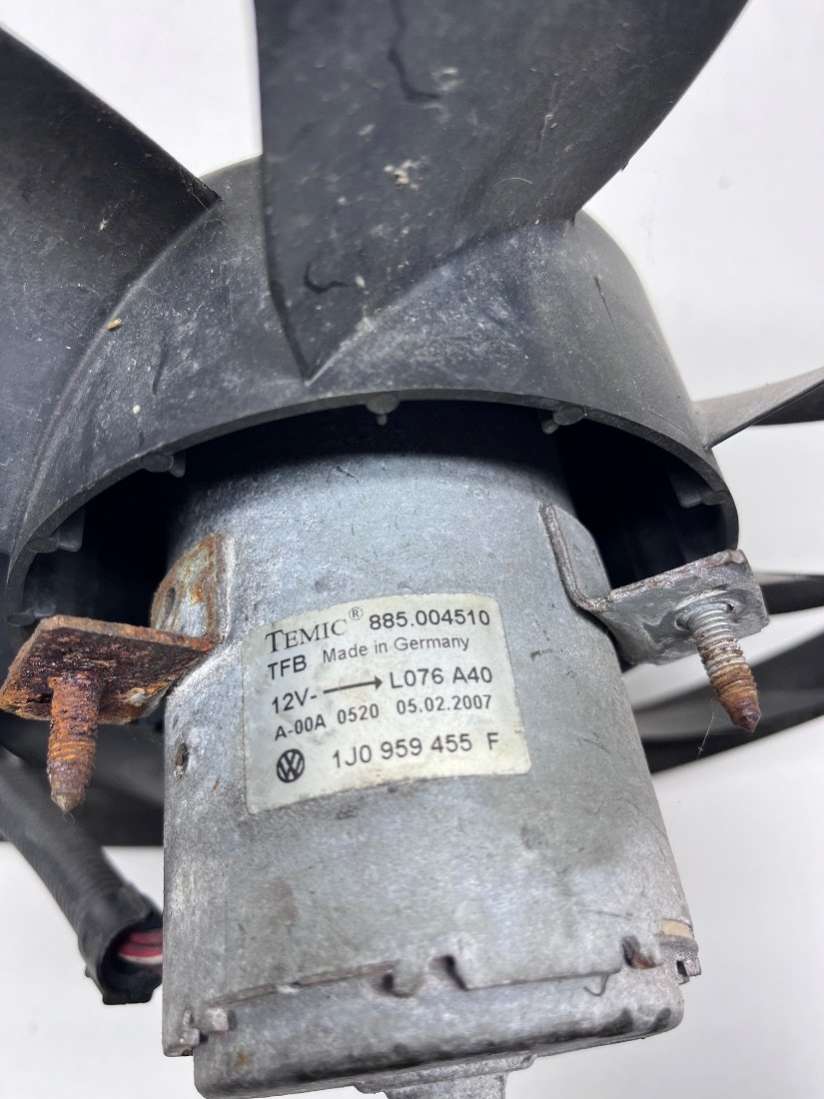 TEMIC® 885.004510
TFB Made in Germany
12V- → L076 A40
A-00A 0520 05.02.2007
1J0 959 455 F